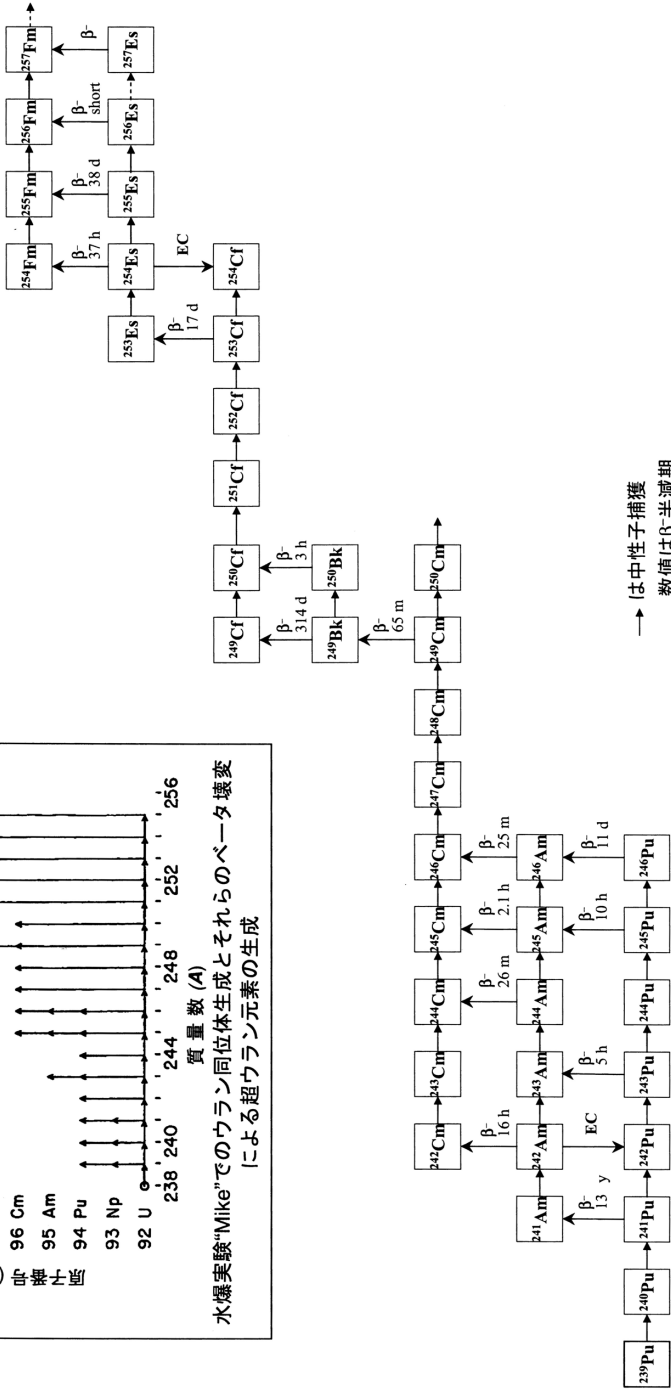 254Fm 255Fm 256Fm 257Fm
β- 37 h
β- 38 d
β- short
β-
253Es 254Es 255Es 256Es 257Es
β- 17 d
EC
249Cf 250Cf 251Cf 252Cf 253Cf 254Cf
β- 314 d
β- 3 h
249Bk 250Bk
β- 65 m
242Cm 243Cm 244Cm 245Cm 246Cm 247Cm 248Cm 249Cm 250Cm
β- 16 h
β- 26 m
β- 2.1 h
β- 25 m
241Am 242Am 243Am 244Am 245Am 246Am
β- 13 y
EC
β- 5 h
β- 10 h
β- 11 d
239Pu 240Pu 241Pu 242Pu 243Pu 244Pu 245Pu 246Pu
→ は中性子捕獲
数値はβ-半減期
原子番号
96 Cm
95 Am
94 Pu
93 Np
92 U
238 240 244 248 252 256
質量数 (A)
水爆実験“Mike”でのウラン同位体生成とそれらのベータ壊変
による超ウラン元素の生成